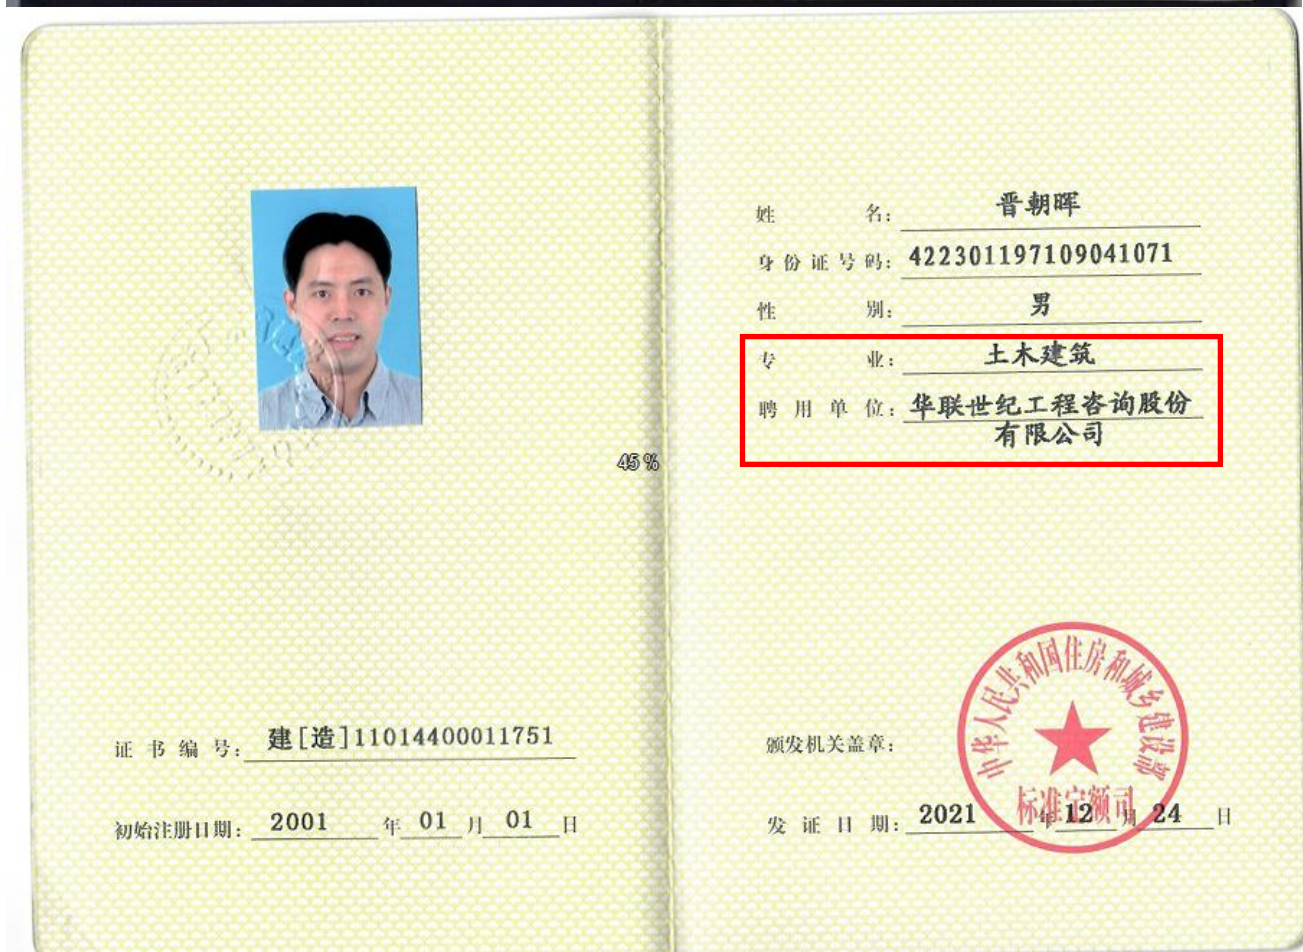 姓 名: 晋朝晖
身份证号码: 422301197109041071
性 别: 男
专 业: 土木建筑
聘用单位: 华联世纪工程咨询股份
有限公司
45%
证书编号: 建[造]11014400011751
初始注册日期: 2001 年 01 月 01 日
颁发机关盖章:
中华人民共和国住房和城乡建设部
标准定额司
发证日期: 2021 年 12 月 24 日